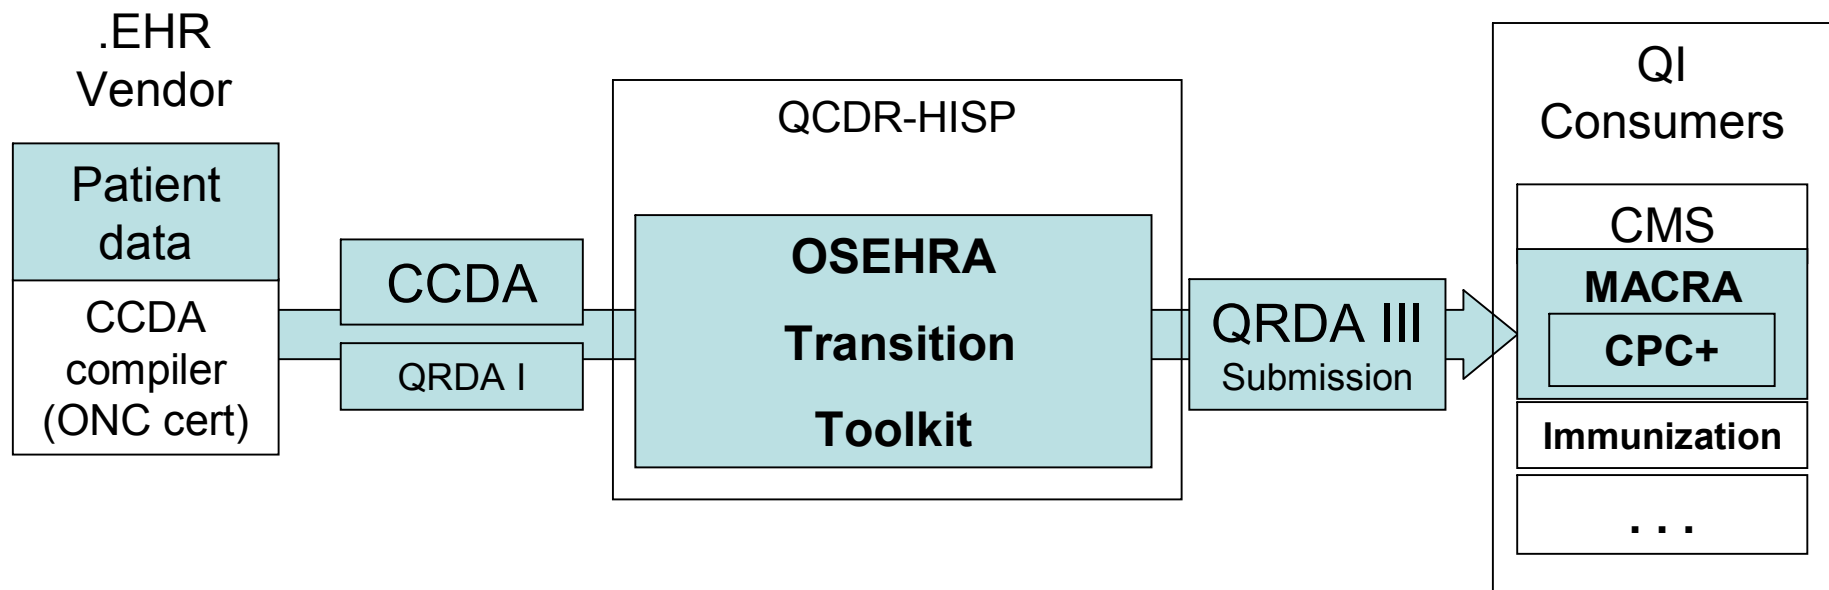 .EHR
Vendor
Patient
data
CCDA
compiler
(ONC cert)
CCDA
QRDA I
QCDR-HISP
OSEHRA
Transition
Toolkit
QRDA III
Submission
QI
Consumers
CMS
MACRA
CPC+
Immunization
. . .